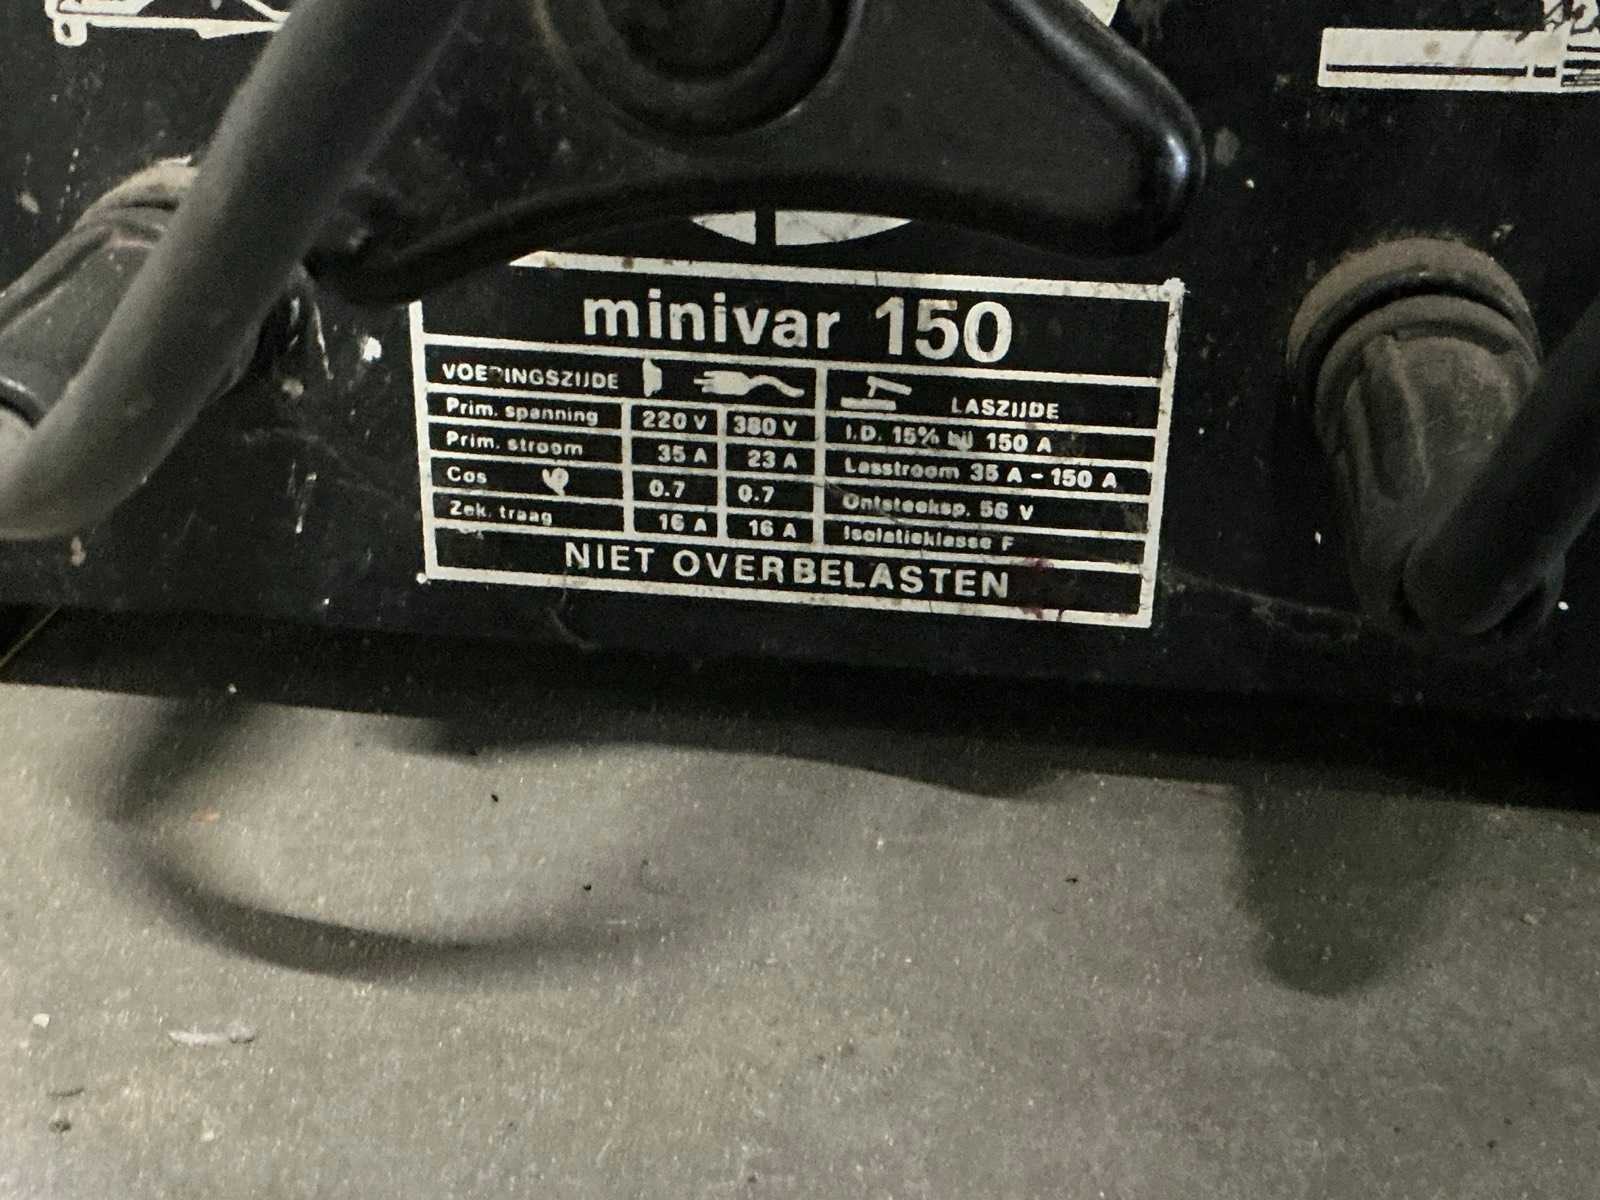 minivar 150
VOEDINGSZIJDE
LASZIJDE
Prim. spanning 220 V 380 V
I.D. 15% bij 150 A
Prim. stroom 35 A 23 A
Lasstroom 35 A - 150 A
Cos φ 0.7 0.7
Ontsteeksp. 56 V
Zek. traag 16 A 16 A
Isolatieklasse F
NIET OVERBELASTEN